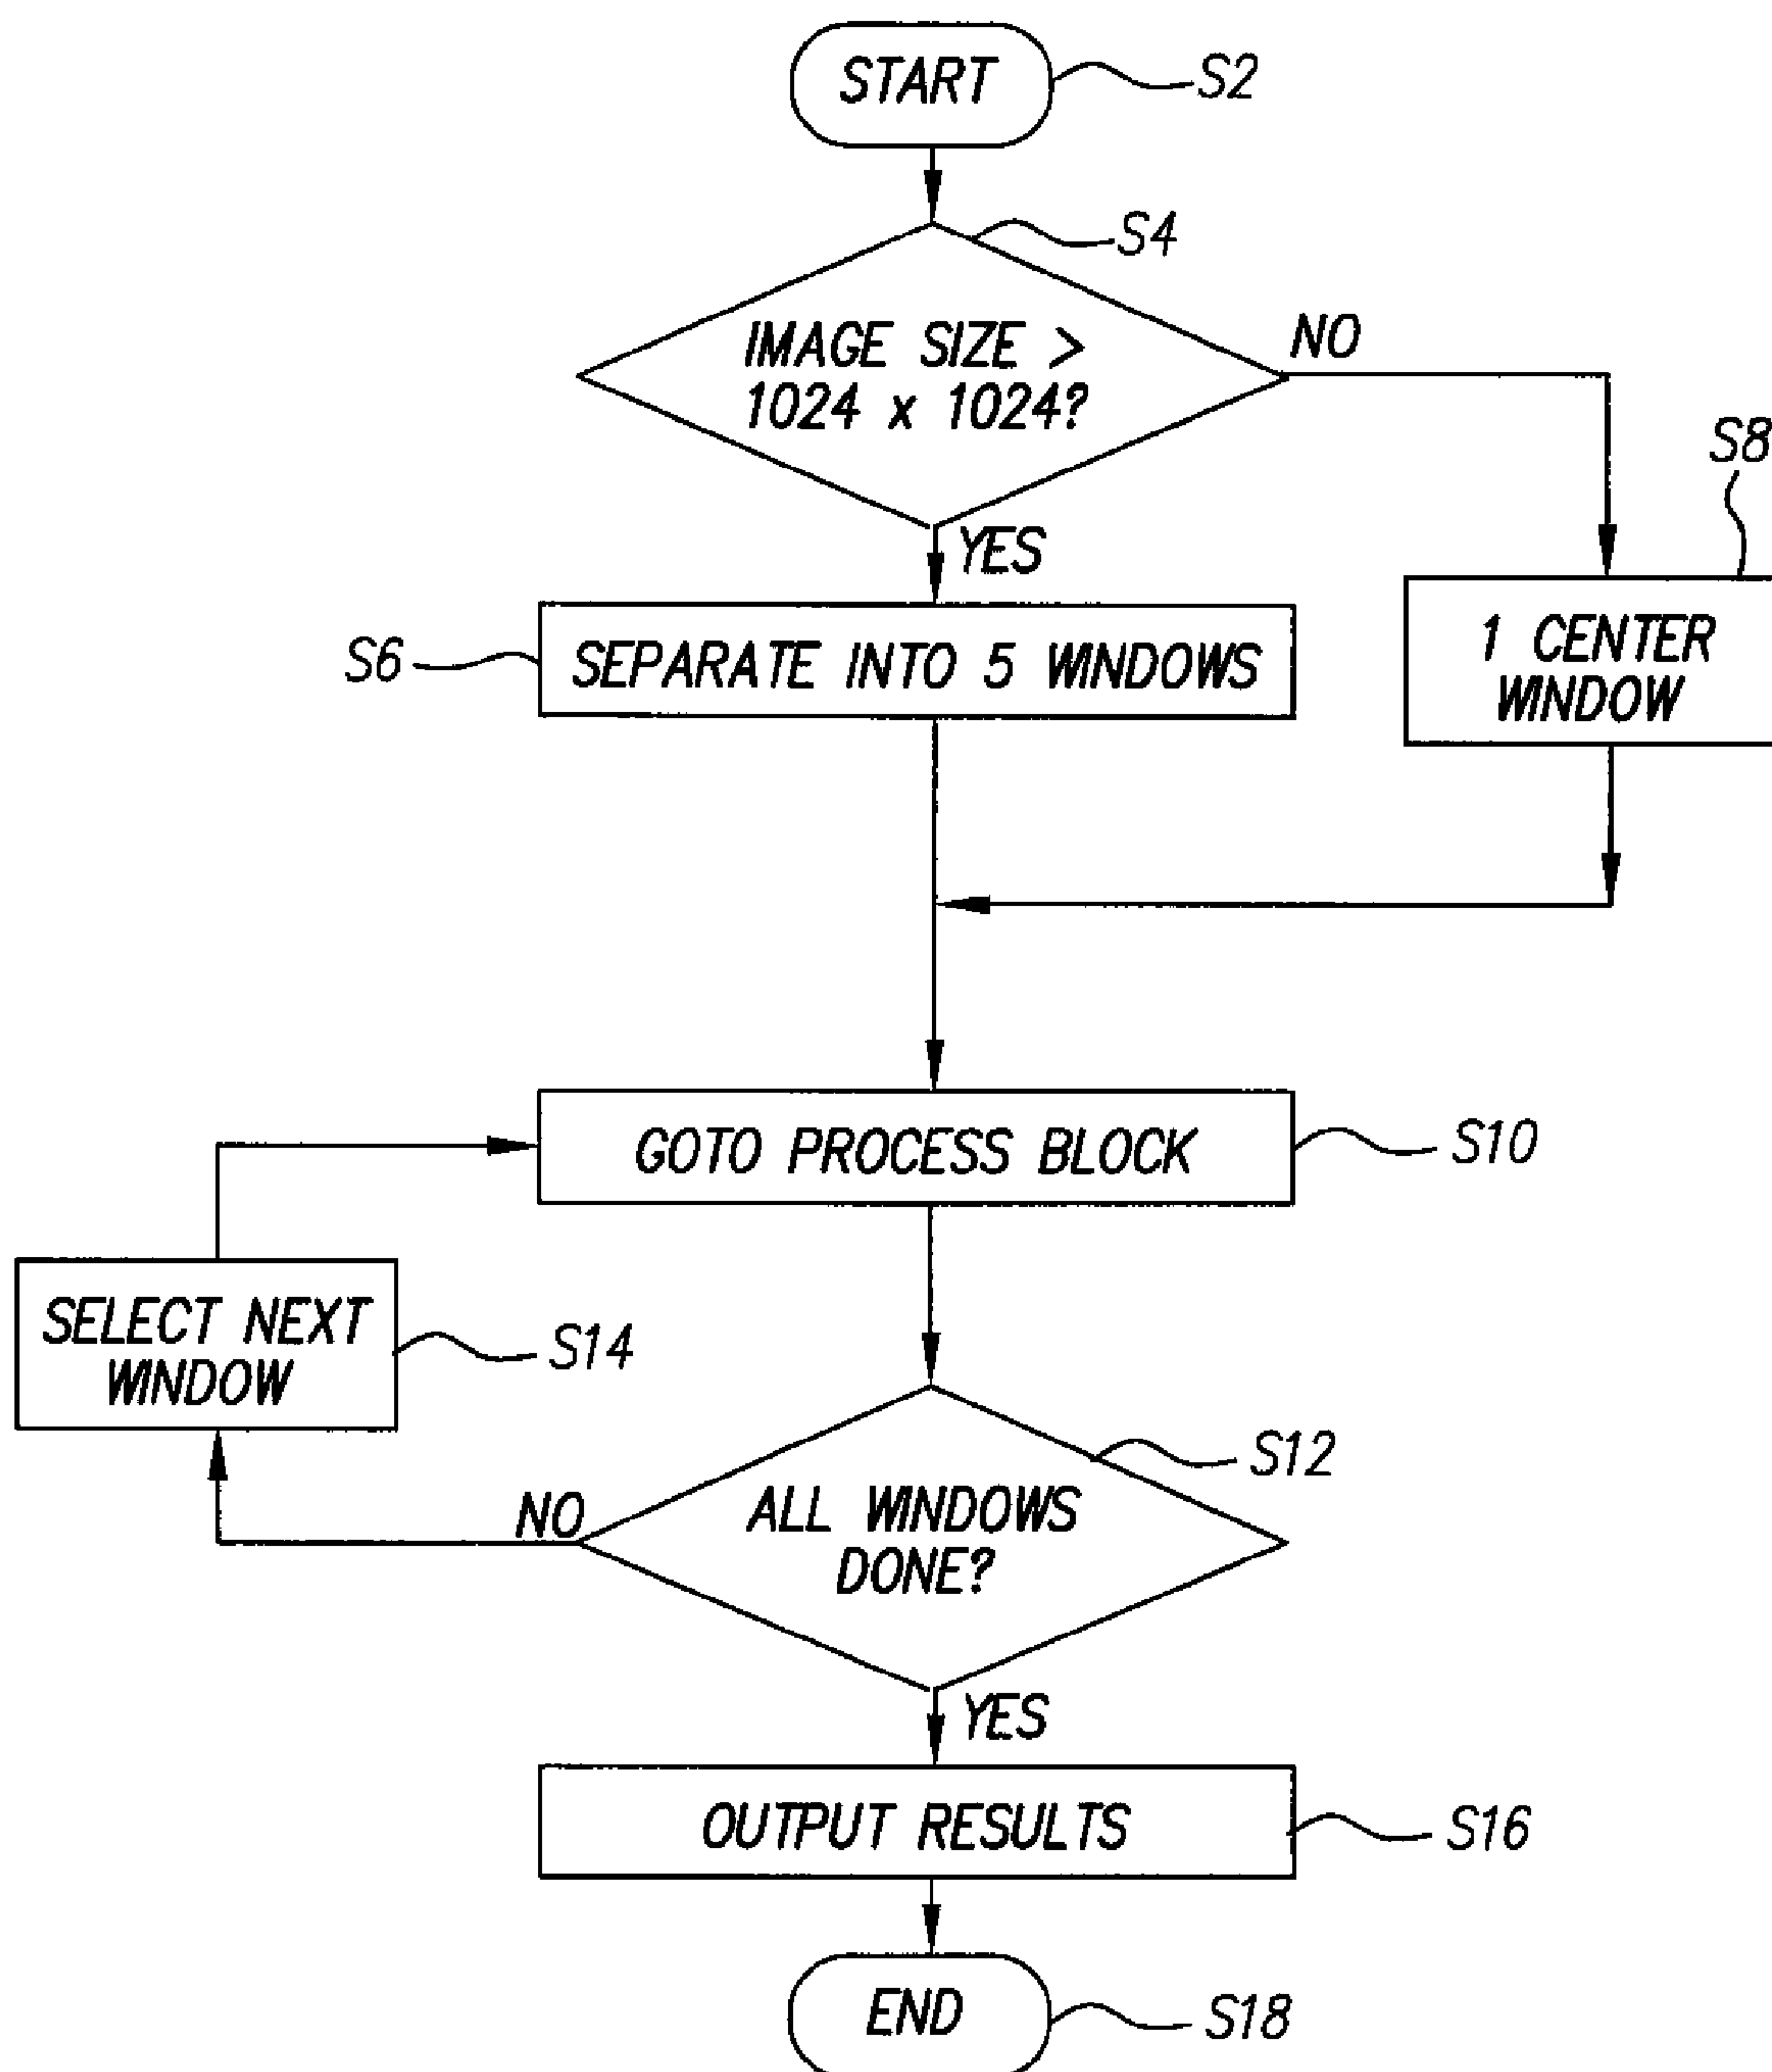 START
S2
S4
IMAGE SIZE >
1024 x 1024?
NO
YES
S8
S6
SEPARATE INTO 5 WINDOWS
1 CENTER
WINDOW
GOTO PROCESS BLOCK
S10
SELECT NEXT
WINDOW
S14
S12
NO
ALL WINDOWS
DONE?
YES
OUTPUT RESULTS
S16
END
S18